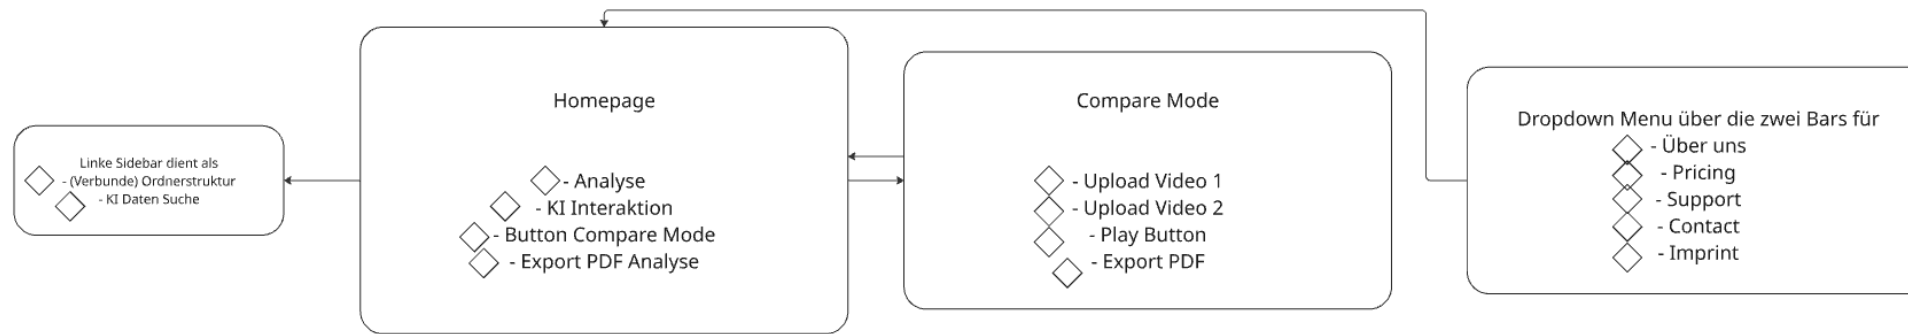 Linke Sidebar dient als
- (Verbunde) Ordnerstruktur
- KI Daten Suche
Homepage
- Analyse
- KI Interaktion
- Button Compare Mode
- Export PDF Analyse
Compare Mode
- Upload Video 1
- Upload Video 2
- Play Button
- Export PDF
Dropdown Menu über die zwei Bars für
- Über uns
- Pricing
- Support
- Contact
- Imprint